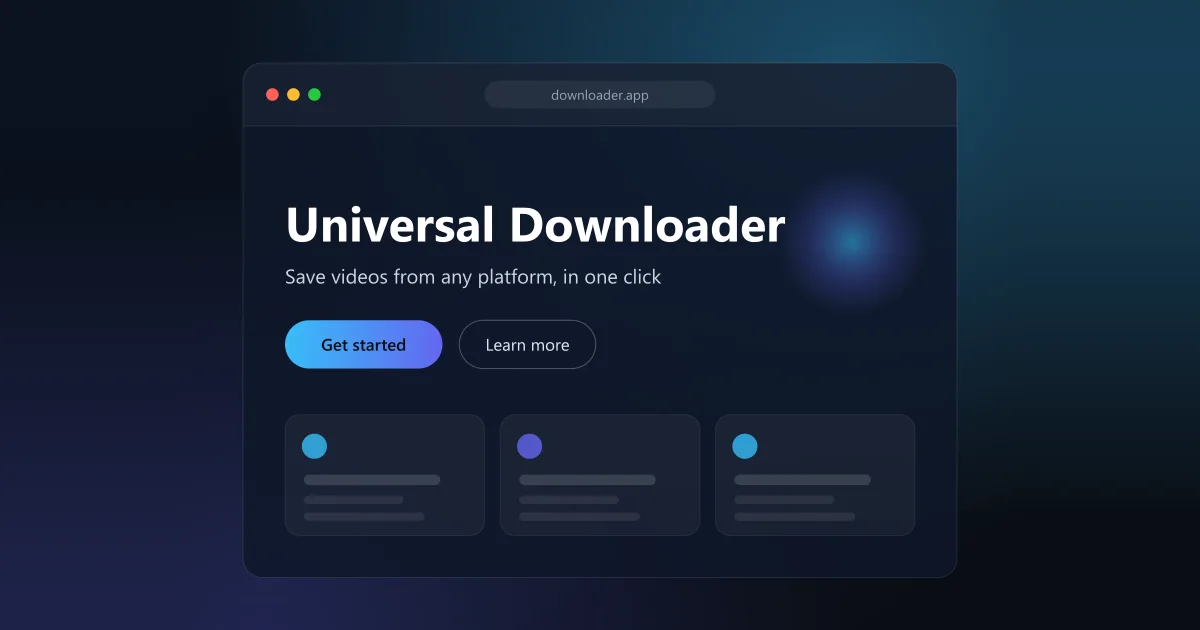 downloader.app
Universal Downloader
Save videos from any platform, in one click
Get started
Learn more